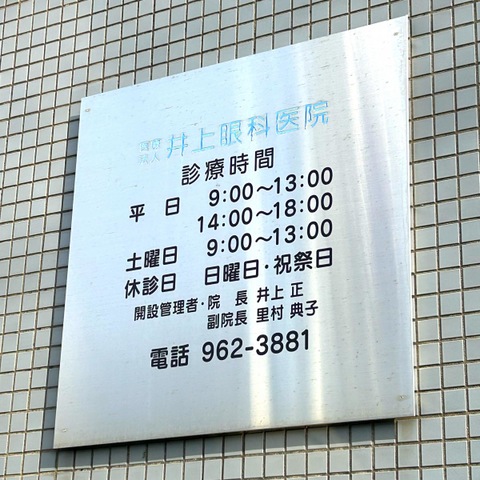 井上眼科医院
診療時間
平 日 9:00～13:00
14:00～18:00
土曜日 9:00～13:00
休診日 日曜日・祝祭日
開設管理者・院 長 井上 正
副院長 里村 典子
電話 962-3881